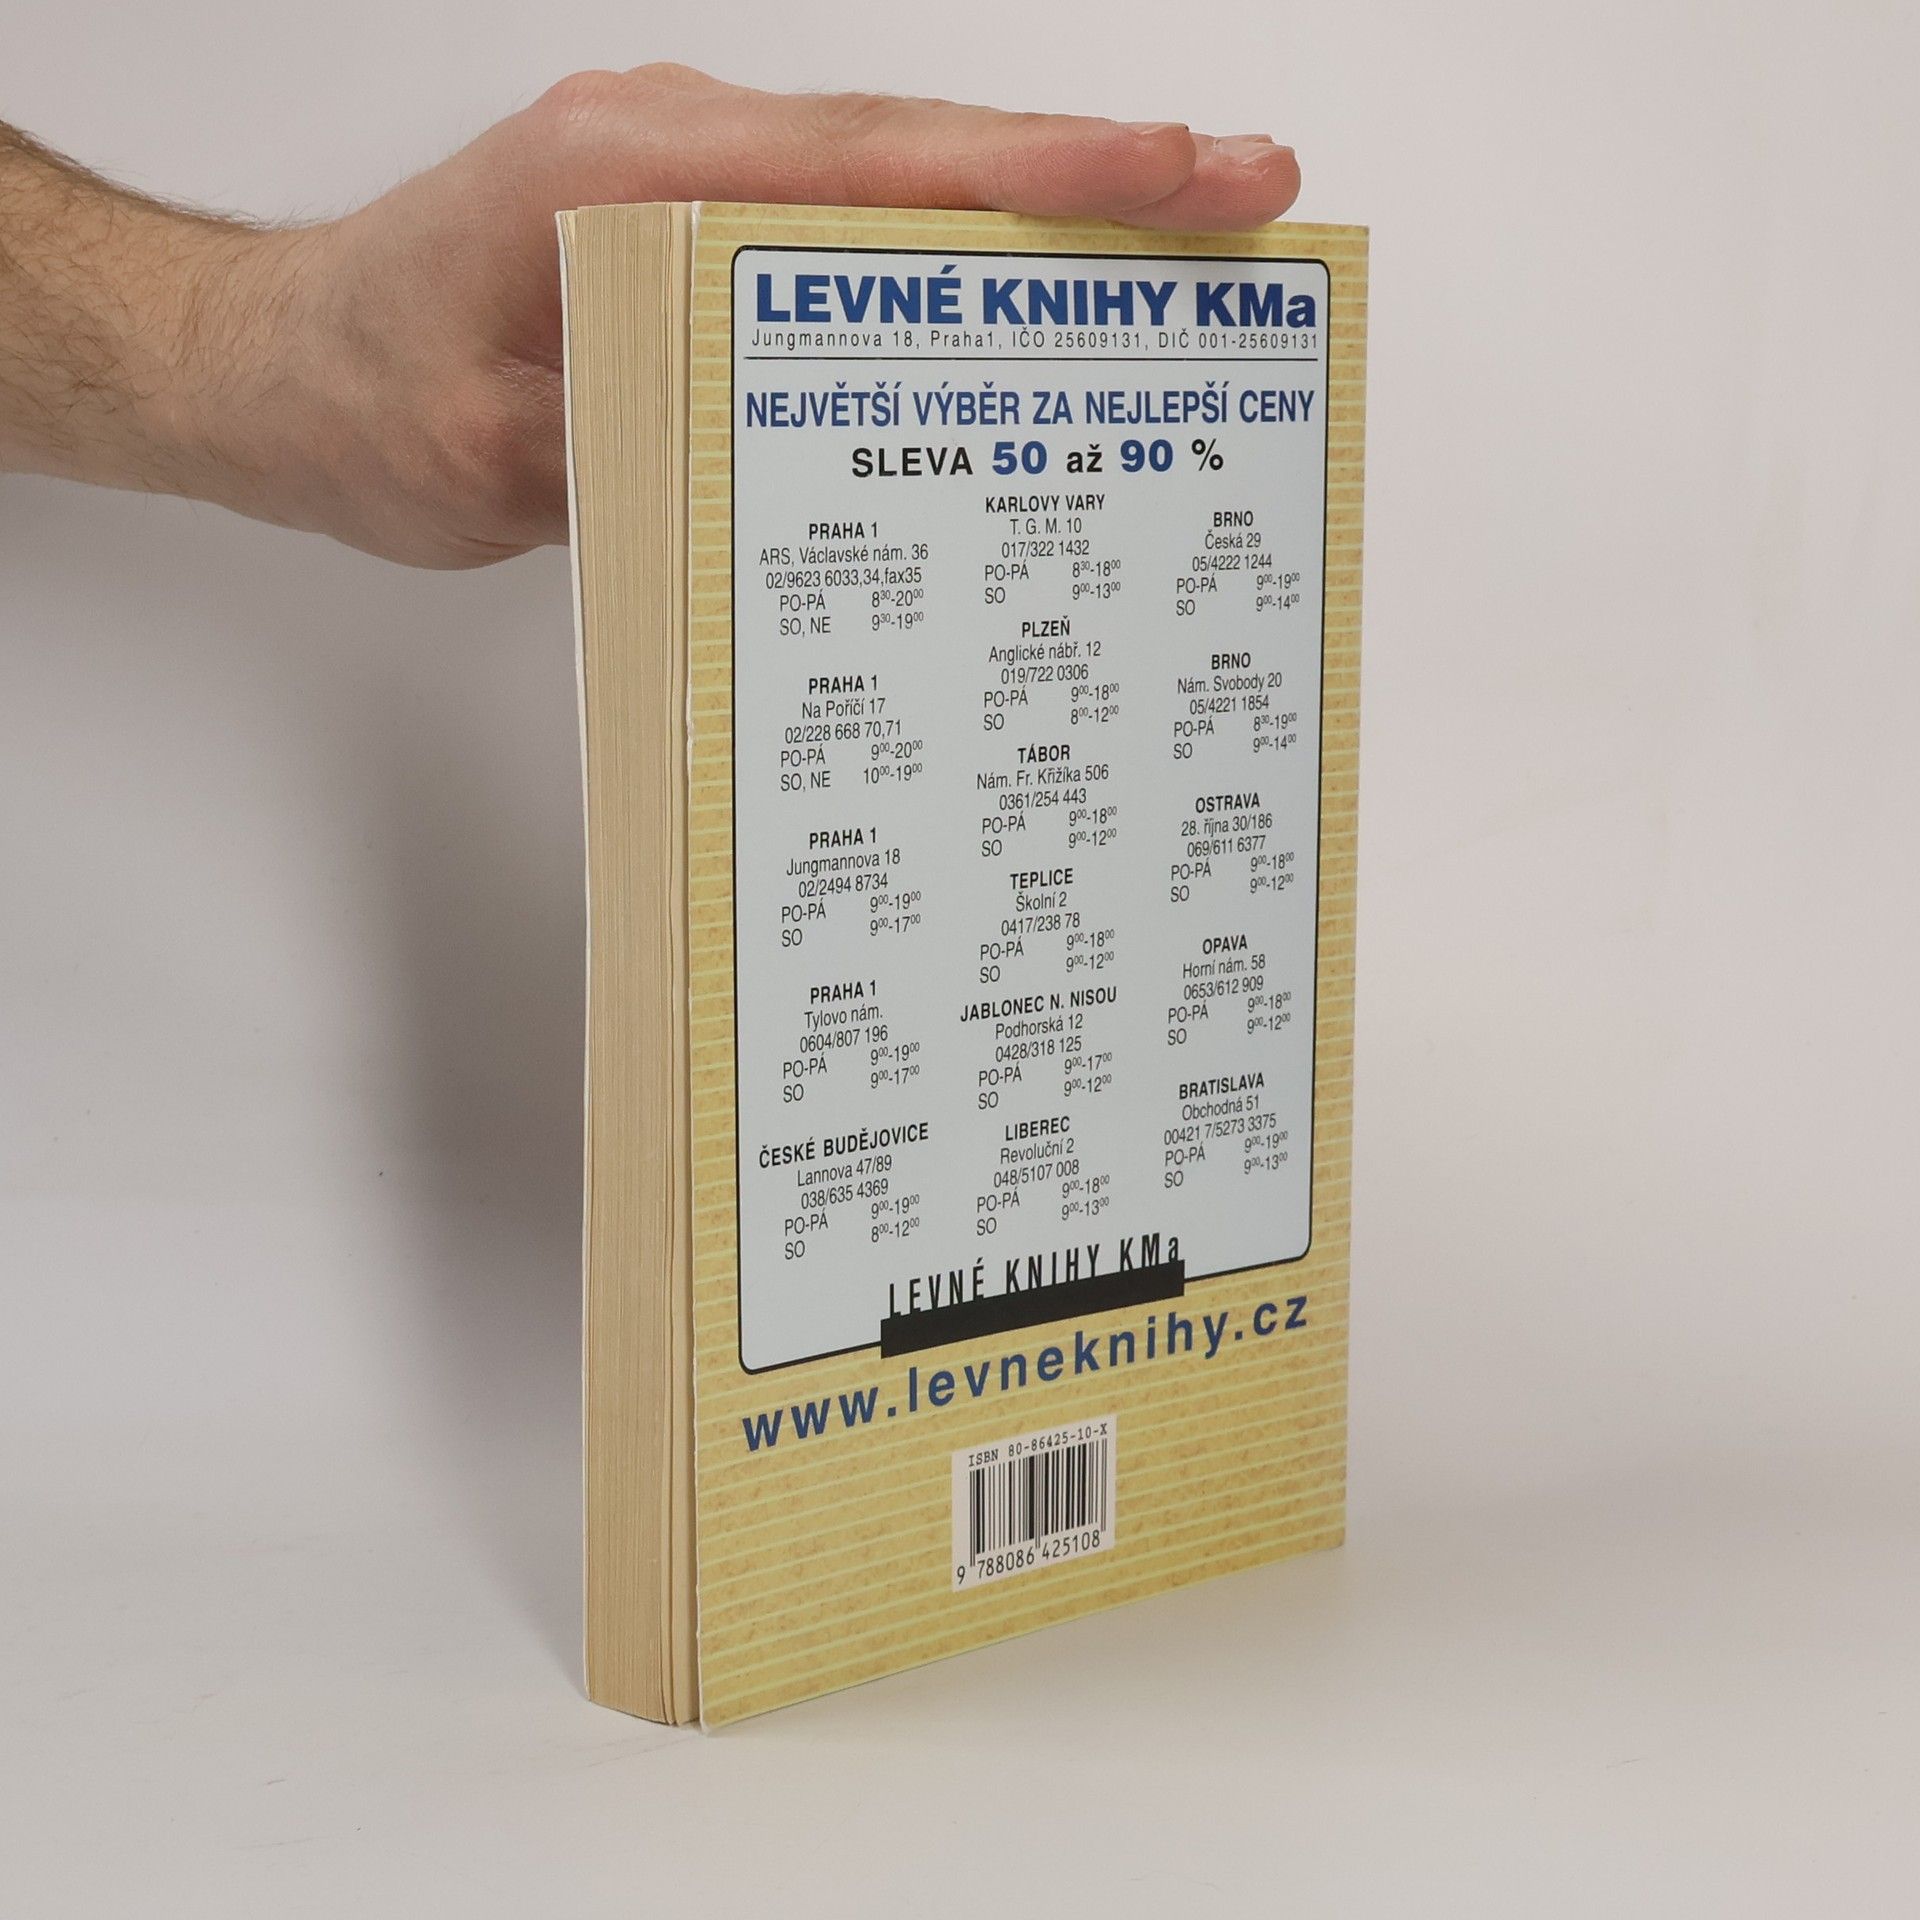 LEVNÉ KNIHY KMa
Jungmannova 18, Praha1, IČO 25609131, DIČ 001-25609131
NEJVĚTŠÍ VÝBĚR ZA NEJLEPŠÍ CENY
SLEVA 50 až 90 %
PRAHA 1
ARS, Václavské nám. 36
02/9623 6033,34,fax35
PO-PÁ 8³⁰-20⁰⁰
SO, NE 9³⁰-19⁰⁰
PRAHA 1
Na Poříčí 17
02/228 668 70,71
PO-PÁ 9⁰⁰-20⁰⁰
SO, NE 10⁰⁰-19⁰⁰
PRAHA 1
Jungmannova 18
02/2494 8734
PO-PÁ 9⁰⁰-19⁰⁰
SO 9⁰⁰-17⁰⁰
PRAHA 1
Tylovo nám.
0604/807 196
PO-PÁ 9⁰⁰-19⁰⁰
SO 9⁰⁰-17⁰⁰
ČESKÉ BUDĚJOVICE
Lannova 47/89
038/635 4369
PO-PÁ 9⁰⁰-19⁰⁰
SO 8⁰⁰-12⁰⁰
KARLOVY VARY
T. G. M. 10
017/322 1432
PO-PÁ 8³⁰-18⁰⁰
SO 9⁰⁰-13⁰⁰
PLZEŇ
Anglické nábř. 12
019/722 0306
PO-PÁ 9⁰⁰-18⁰⁰
SO 8⁰⁰-12⁰⁰
TÁBOR
Nám. Fr. Křižíka 506
0361/254 443
PO-PÁ 9⁰⁰-18⁰⁰
SO 9⁰⁰-12⁰⁰
TEPLICE
Školní 2
0417/238 78
PO-PÁ 9⁰⁰-18⁰⁰
SO 9⁰⁰-12⁰⁰
JABLONEC N. NISOU
Podhorská 12
0428/318 125
PO-PÁ 9⁰⁰-17⁰⁰
SO 9⁰⁰-12⁰⁰
LIBEREC
Revoluční 2
048/5107 008
PO-PÁ 9⁰⁰-18⁰⁰
SO 9⁰⁰-13⁰⁰
BRNO
Česká 29
05/4222 1244
PO-PÁ 9⁰⁰-19⁰⁰
SO 9⁰⁰-14⁰⁰
BRNO
Nám. Svobody 20
05/4221 1854
PO-PÁ 8³⁰-19⁰⁰
SO 9⁰⁰-14⁰⁰
OSTRAVA
28. října 30/186
069/611 6377
PO-PÁ 9⁰⁰-18⁰⁰
SO 9⁰⁰-12⁰⁰
OPAVA
Horní nám. 58
0653/612 909
PO-PÁ 9⁰⁰-18⁰⁰
SO 9⁰⁰-12⁰⁰
BRATISLAVA
Obchodná 51
00421 7/5273 3375
PO-PÁ 9⁰⁰-19⁰⁰
SO 9⁰⁰-13⁰⁰
LEVNÉ KNIHY KMa
www.levneknihy.cz
ISBN 80-86425-10-X
9 788086 425108